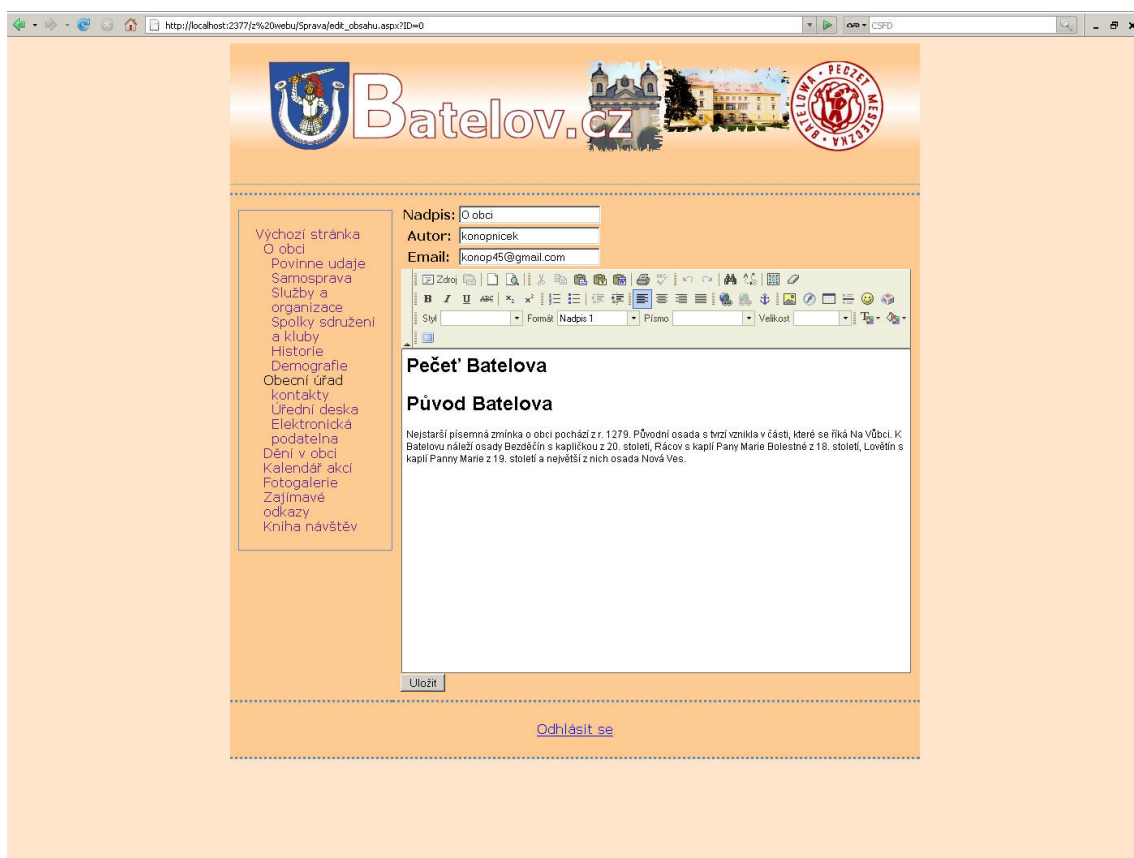 http://localhost:2377/z%20webu/Sprava/edit_obsahu.aspx?ID=0
CSFD
Batelov.cz
PECZET MESTECZKA BATELOWA
Nadpis: O obci
Autor: konopnicek
Email: konop45@gmail.com
Výchozí stránka
O obci
Povinne udaje
Samosprava
Služby a
organizace
Spolky sdružení
a kluby
Historie
Demografie
Obecní úřad
kontakty
Úřední deska
Elektronická
podatelna
Dění v obci
Kalendář akcí
Fotogalerie
Zajímavé
odkazy
Kniha návštěv
Zdroj
B I U ABC x₂ x²
Styl Formát Nadpis 1 Písmo Velikost
Pečeť Batelova
Původ Batelova
Nejstarší písemná zmínka o obci pochází z r. 1279. Původní osada s tvrzí vznikla v části, které se říká Na Vůbci. K
Batelovu náleží osady Bezděčín s kapličkou z 20. století, Rácov s kaplí Pany Marie Bolestné z 18. století, Lovětín s
kaplí Panny Marie z 19. století a největší z nich osada Nová Ves.
Uložit
Odhlásit se